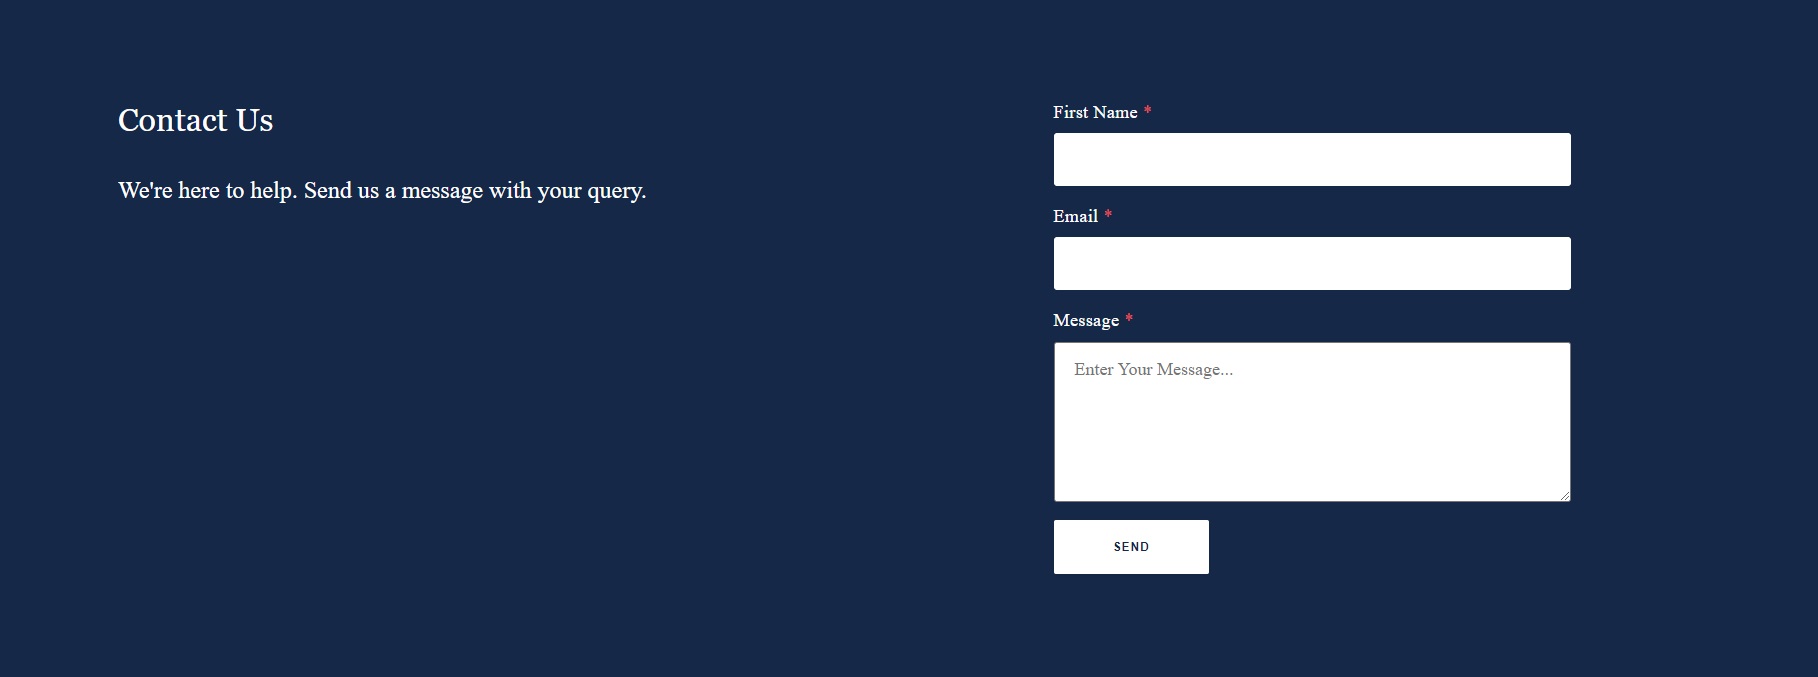 Contact Us
We're here to help. Send us a message with your query.
First Name *
Email *
Message *
Enter Your Message...
SEND